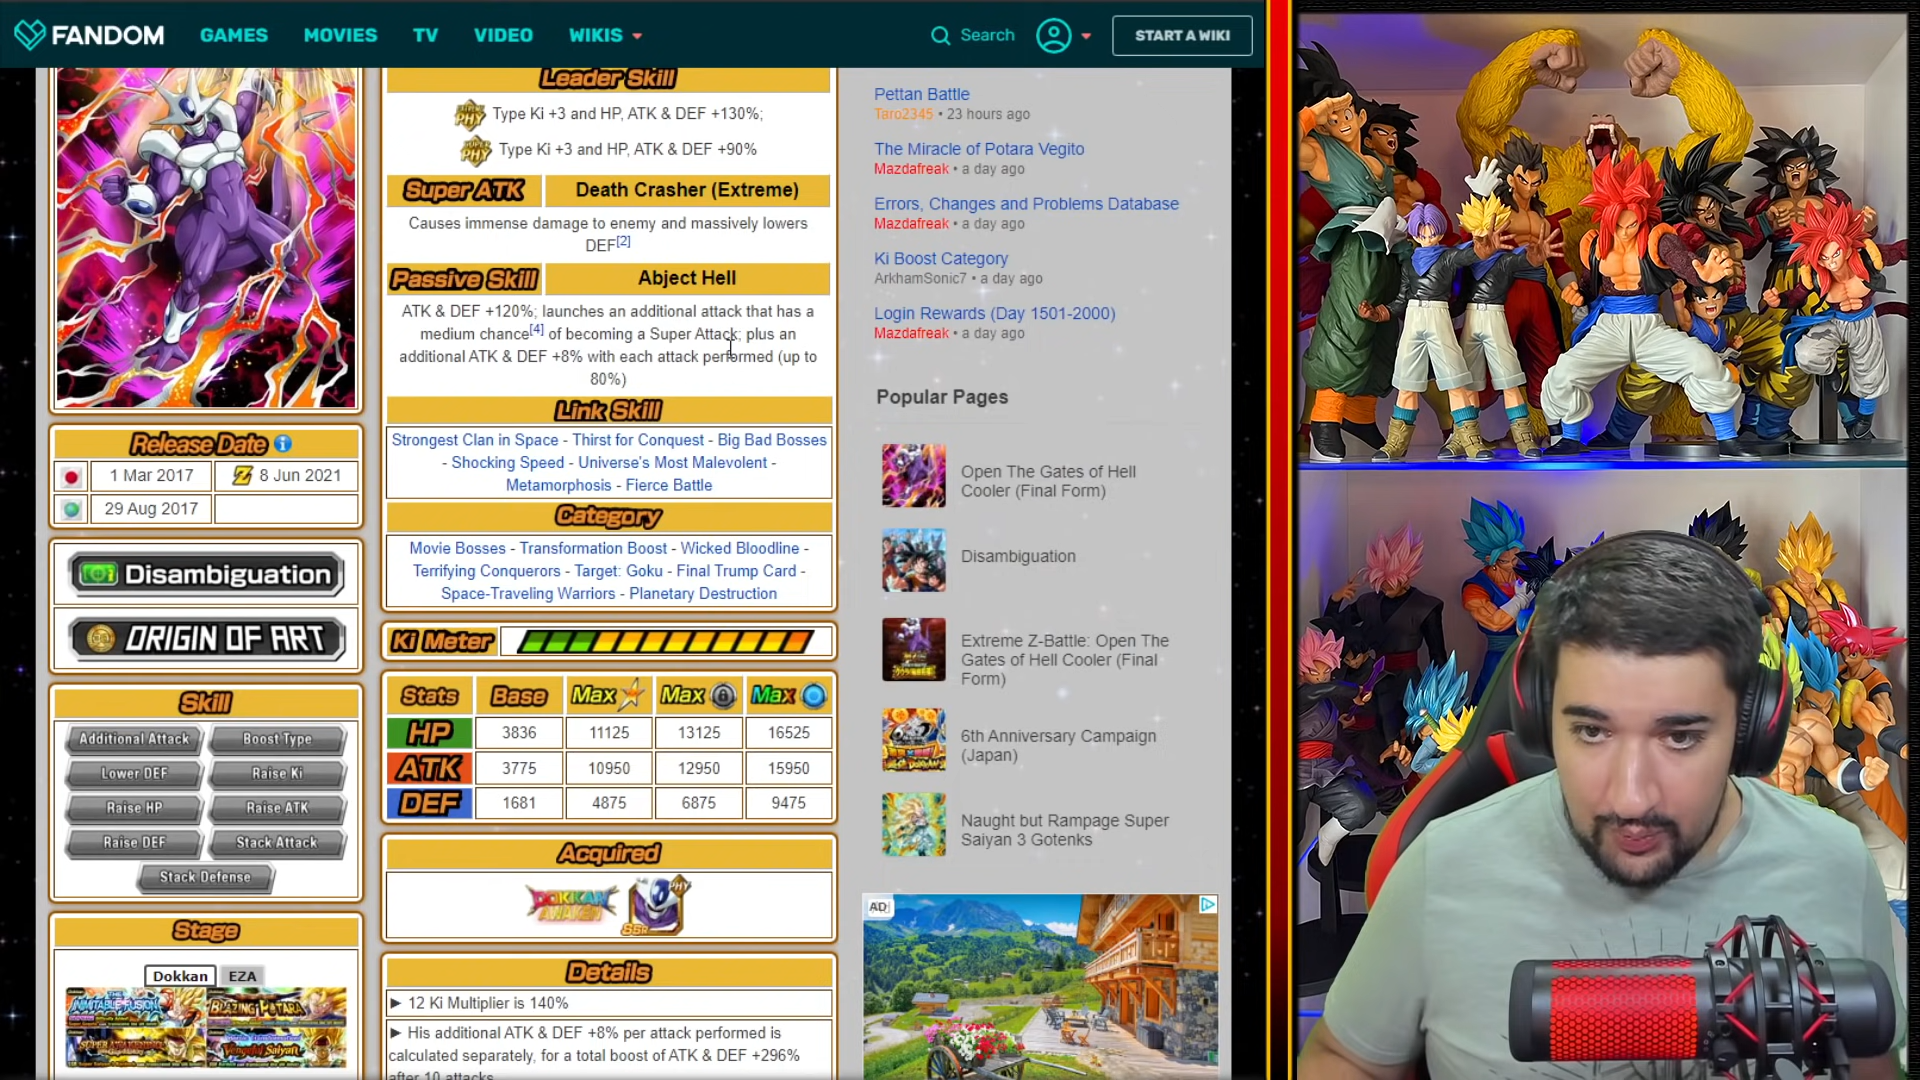 FANDOM
GAMES
MOVIES
TV
VIDEO
WIKIS
Search
START A WIKI
Leader Skill
SUPER PHY Type Ki +3 and HP, ATK & DEF +130%;
SUPER PHY Type Ki +3 and HP, ATK & DEF +90%
Super ATK
Death Crasher (Extreme)
Causes immense damage to enemy and massively lowers
DEF[2]
Passive Skill
Abject Hell
ATK & DEF +120%; launches an additional attack that has a
medium chance[4] of becoming a Super Attack; plus an
additional ATK & DEF +8% with each attack performed (up to
80%)
Link Skill
Strongest Clan in Space - Thirst for Conquest - Big Bad Bosses
- Shocking Speed - Universe's Most Malevolent -
Metamorphosis - Fierce Battle
Category
Movie Bosses - Transformation Boost - Wicked Bloodline -
Terrifying Conquerors - Target: Goku - Final Trump Card -
Space-Traveling Warriors - Planetary Destruction
Ki Meter
Stats Base Max Max Max
HP 3836 11125 13125 16525
ATK 3775 10950 12950 15950
DEF 1681 4875 6875 9475
Acquired
DOKKAN AWAKEN
PHY
SSR
Details
► 12 Ki Multiplier is 140%
► His additional ATK & DEF +8% per attack performed is
calculated separately, for a total boost of ATK & DEF +296%
after 10 attacks
Release Date
1 Mar 2017
Z 8 Jun 2021
29 Aug 2017
Disambiguation
ORIGIN OF ART
Skill
Additional Attack
Boost Type
Lower DEF
Raise Ki
Raise HP
Raise ATK
Raise DEF
Stack Attack
Stack Defense
Stage
Dokkan
EZA
Pettan Battle
Taro2345 • 23 hours ago
The Miracle of Potara Vegito
Mazdafreak • a day ago
Errors, Changes and Problems Database
Mazdafreak • a day ago
Ki Boost Category
ArkhamSonic7 • a day ago
Login Rewards (Day 1501-2000)
Mazdafreak • a day ago
Popular Pages
Open The Gates of Hell
Cooler (Final Form)
Disambiguation
Extreme Z-Battle: Open The
Gates of Hell Cooler (Final
Form)
6th Anniversary Campaign
(Japan)
Naught but Rampage Super
Saiyan 3 Gotenks
AD